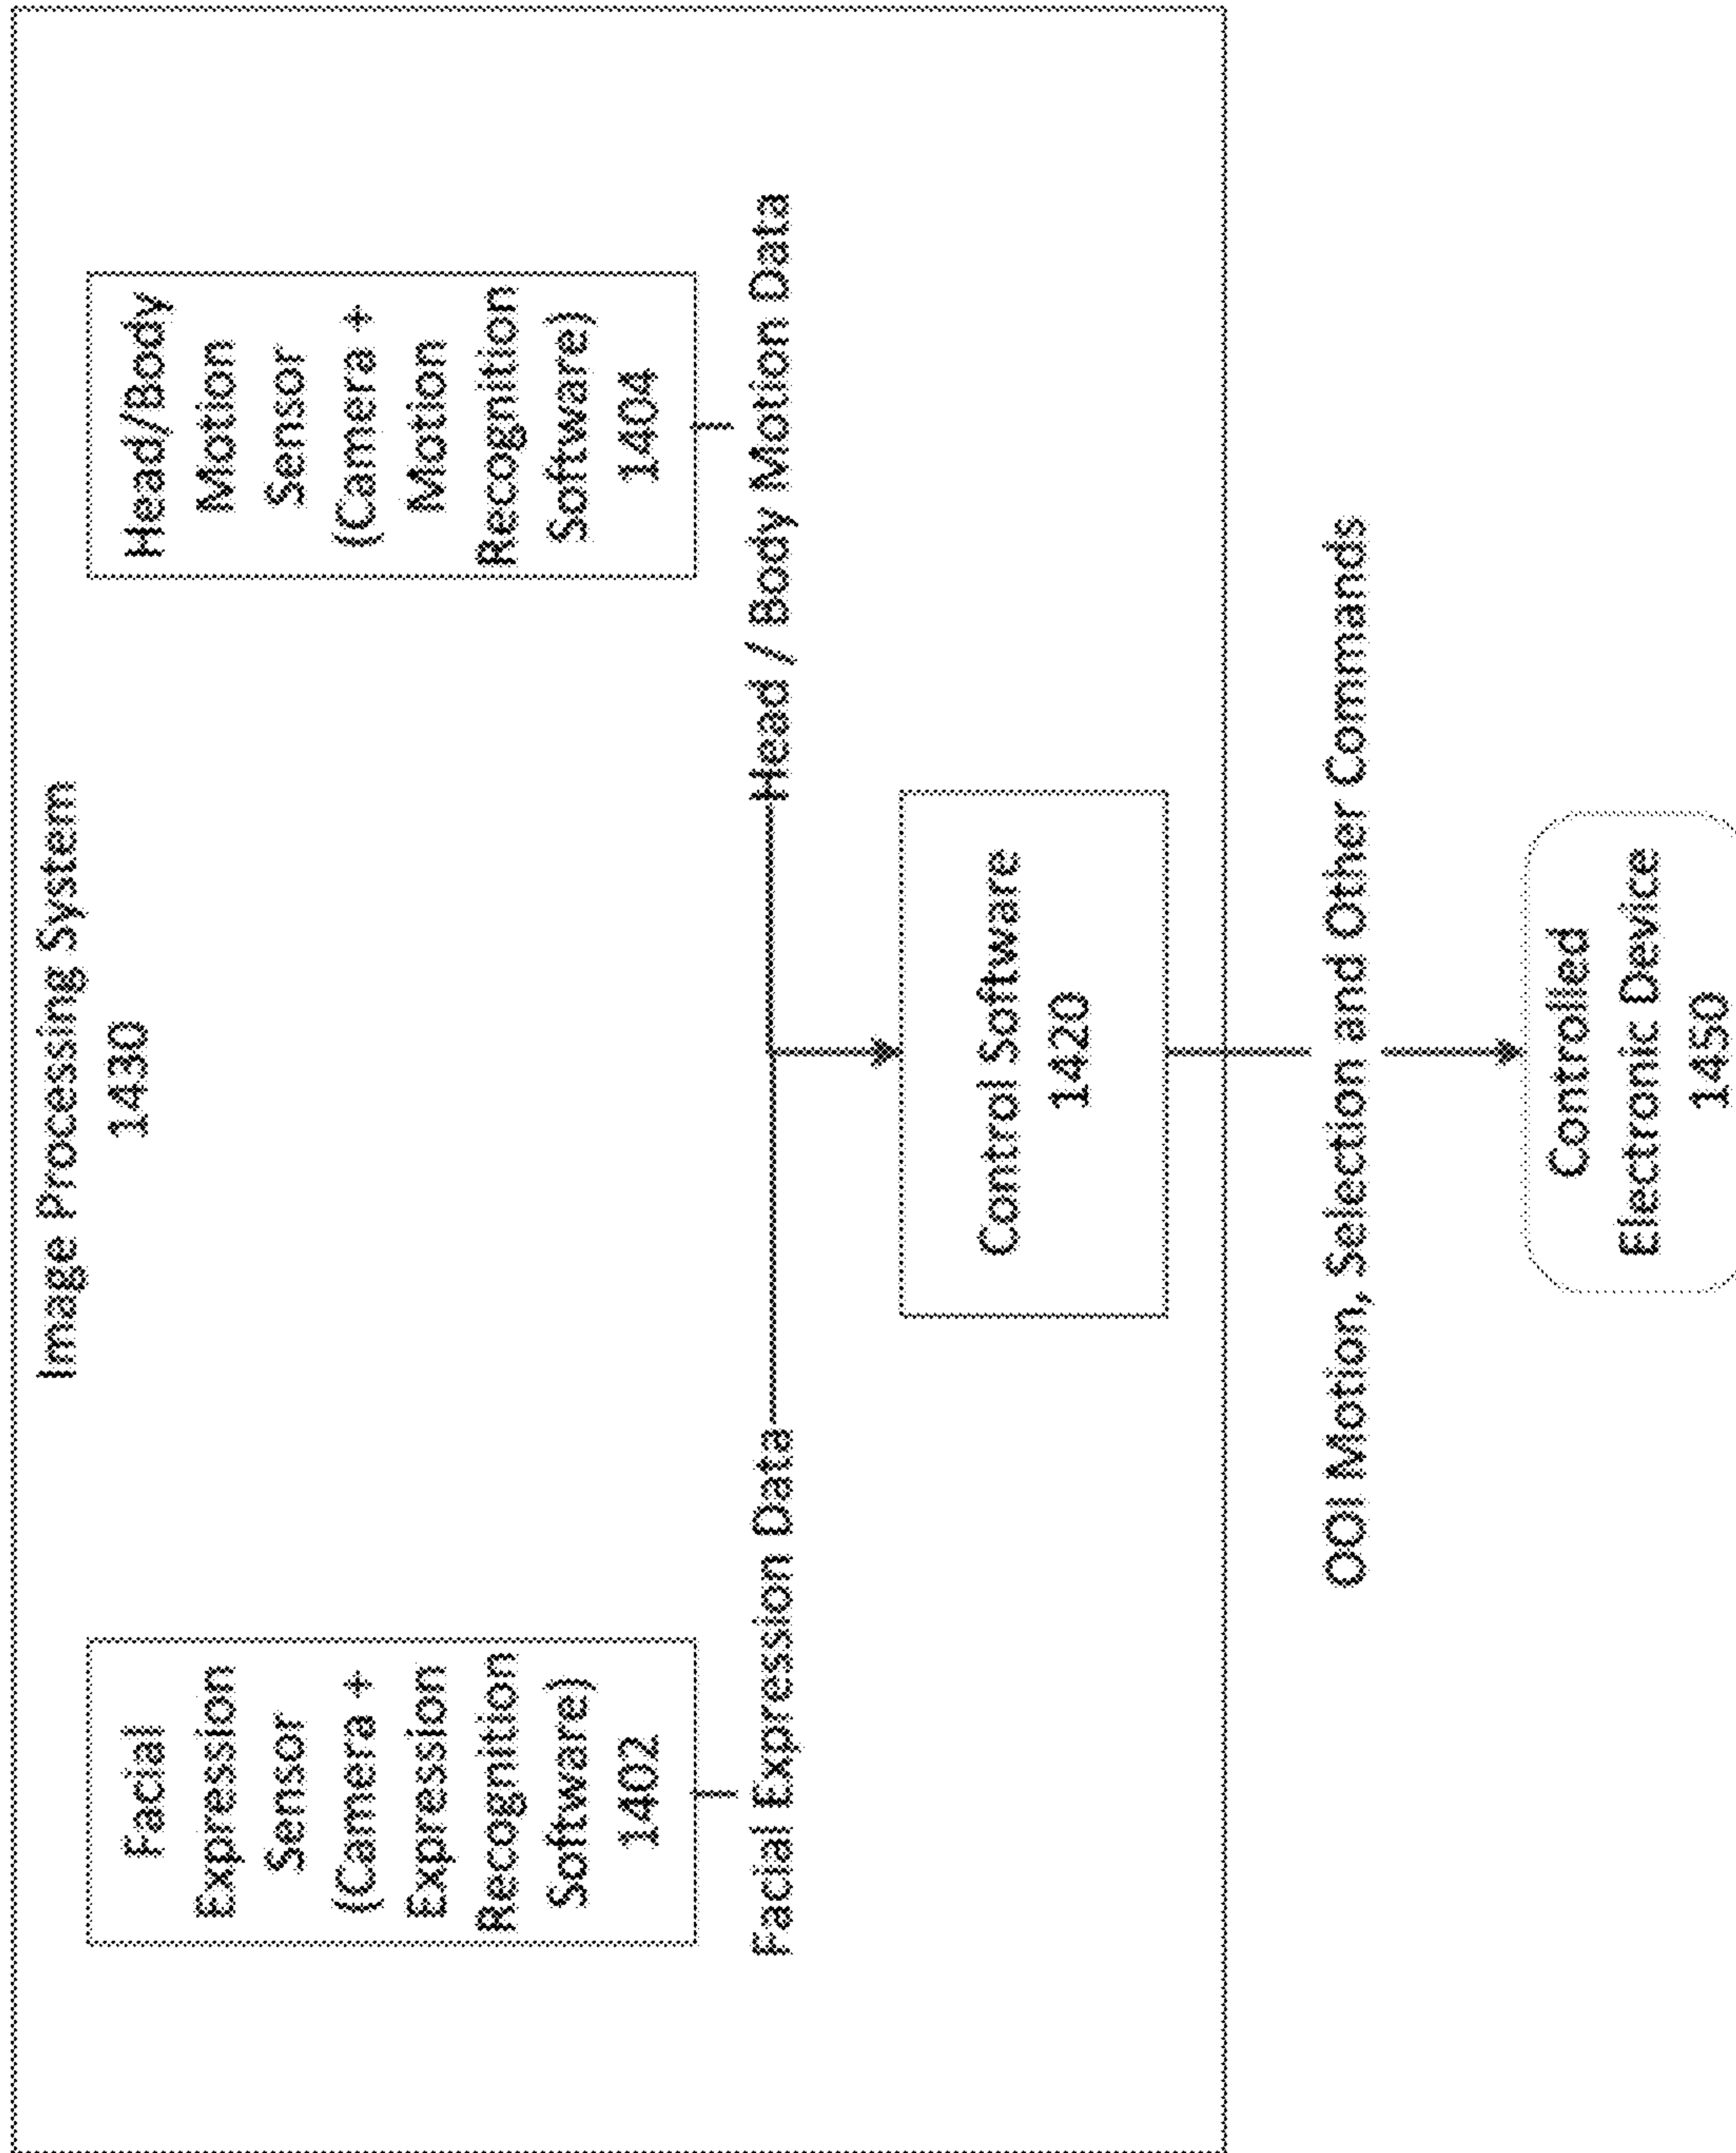 Image Processing System
1430
Facial
Expression
Sensor
(Camera +
Expression
Recognition
Software)
1402
Head/Body
Motion
Sensor
(Camera +
Motion
Recognition
Software)
1404
Facial Expression Data
Head / Body Motion Data
Control Software
1420
OOI Motion, Selection and Other Commands
Controlled
Electronic Device
1450